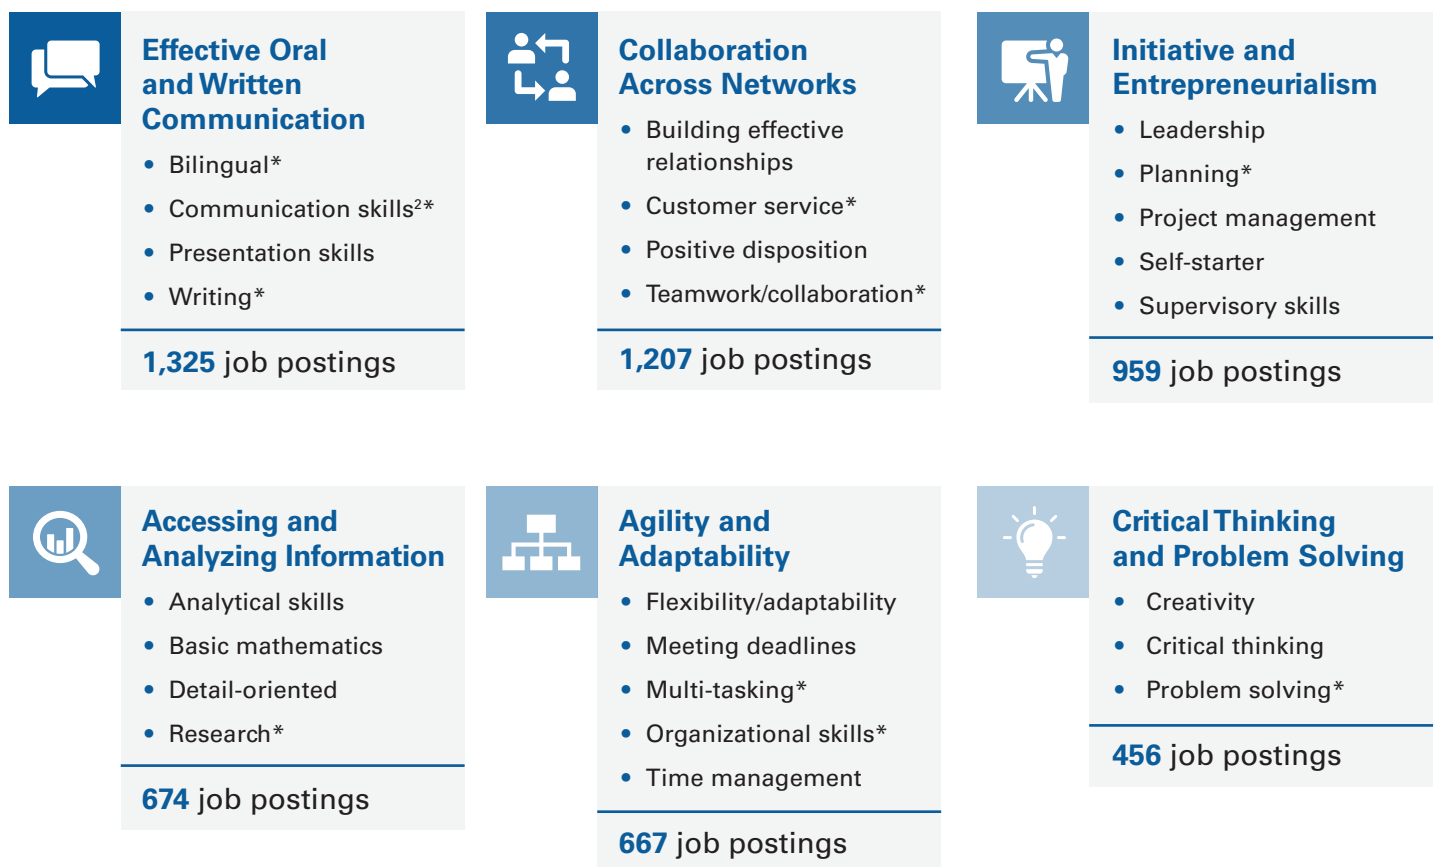 Effective Oral
and Written
Communication
• Bilingual*
• Communication skills²*
• Presentation skills
• Writing*
1,325 job postings
Collaboration
Across Networks
• Building effective
relationships
• Customer service*
• Positive disposition
• Teamwork/collaboration*
1,207 job postings
Initiative and
Entrepreneurialism
• Leadership
• Planning*
• Project management
• Self-starter
• Supervisory skills
959 job postings
Accessing and
Analyzing Information
• Analytical skills
• Basic mathematics
• Detail-oriented
• Research*
674 job postings
Agility and
Adaptability
• Flexibility/adaptability
• Meeting deadlines
• Multi-tasking*
• Organizational skills*
• Time management
667 job postings
Critical Thinking
and Problem Solving
• Creativity
• Critical thinking
• Problem solving*
456 job postings